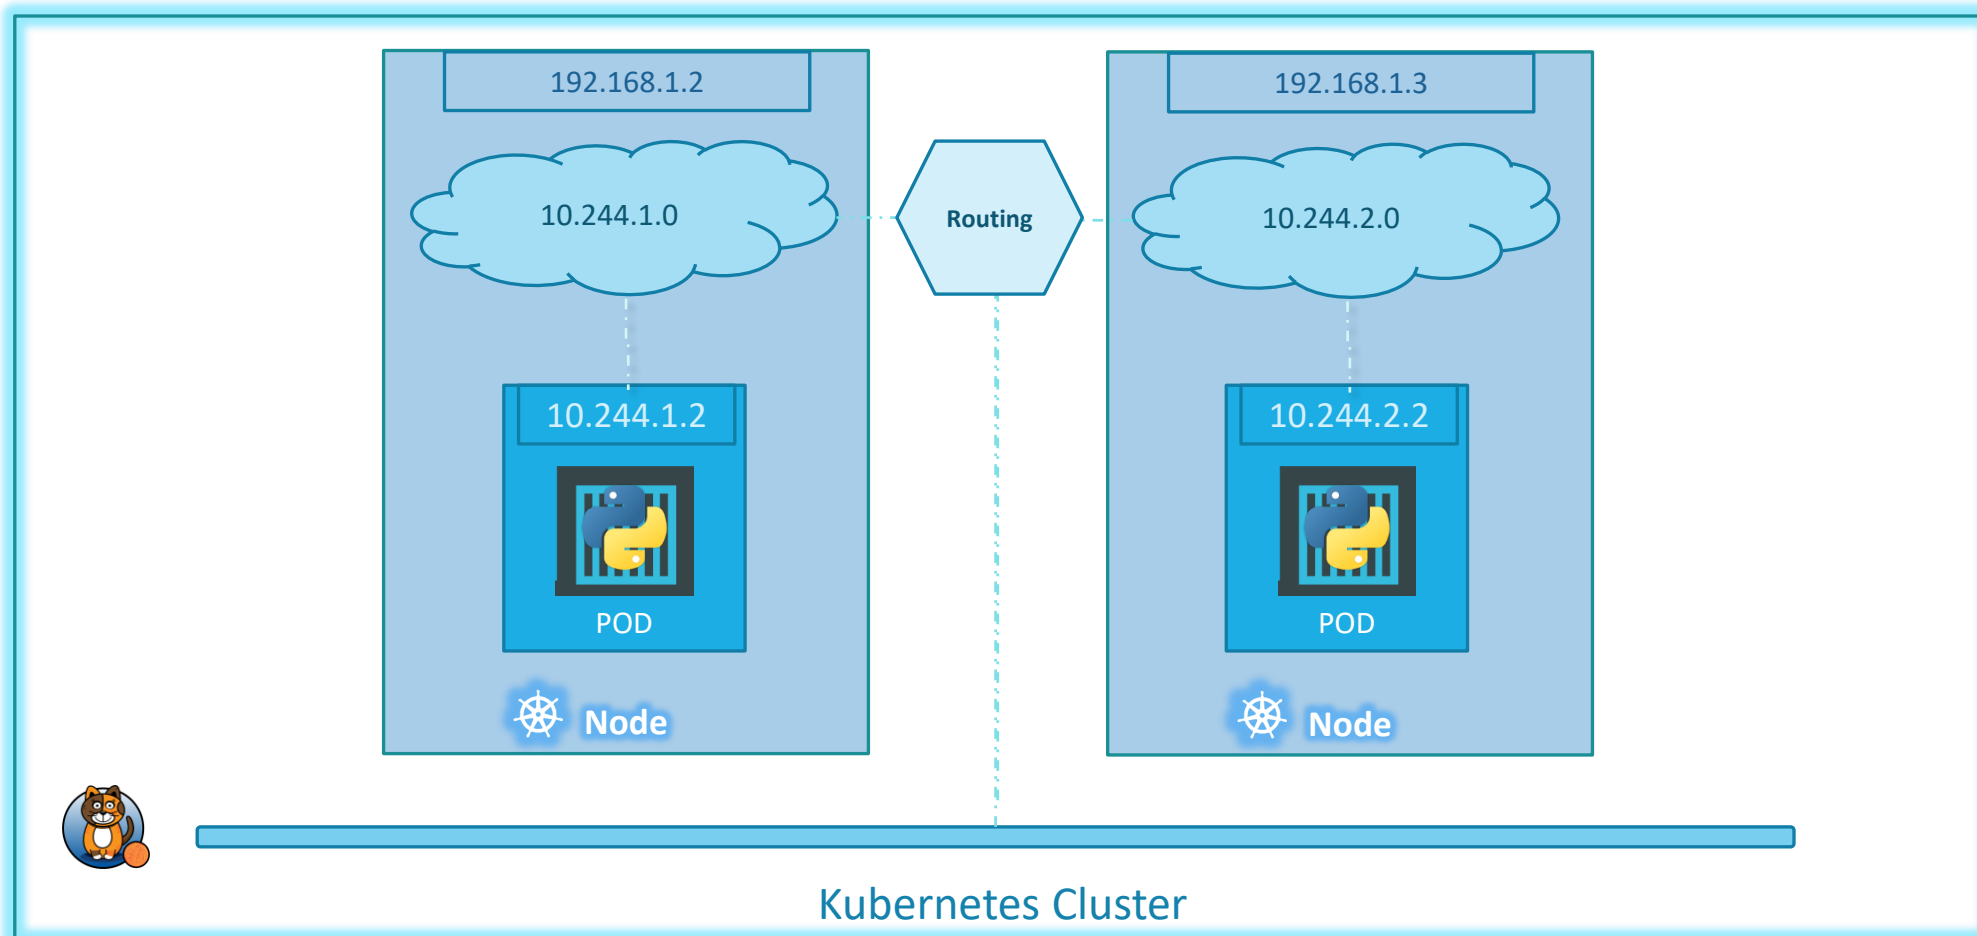 192.168.1.2
192.168.1.3
10.244.1.0
Routing
10.244.2.0
10.244.1.2
10.244.2.2
POD
POD
Node
Node
Kubernetes Cluster